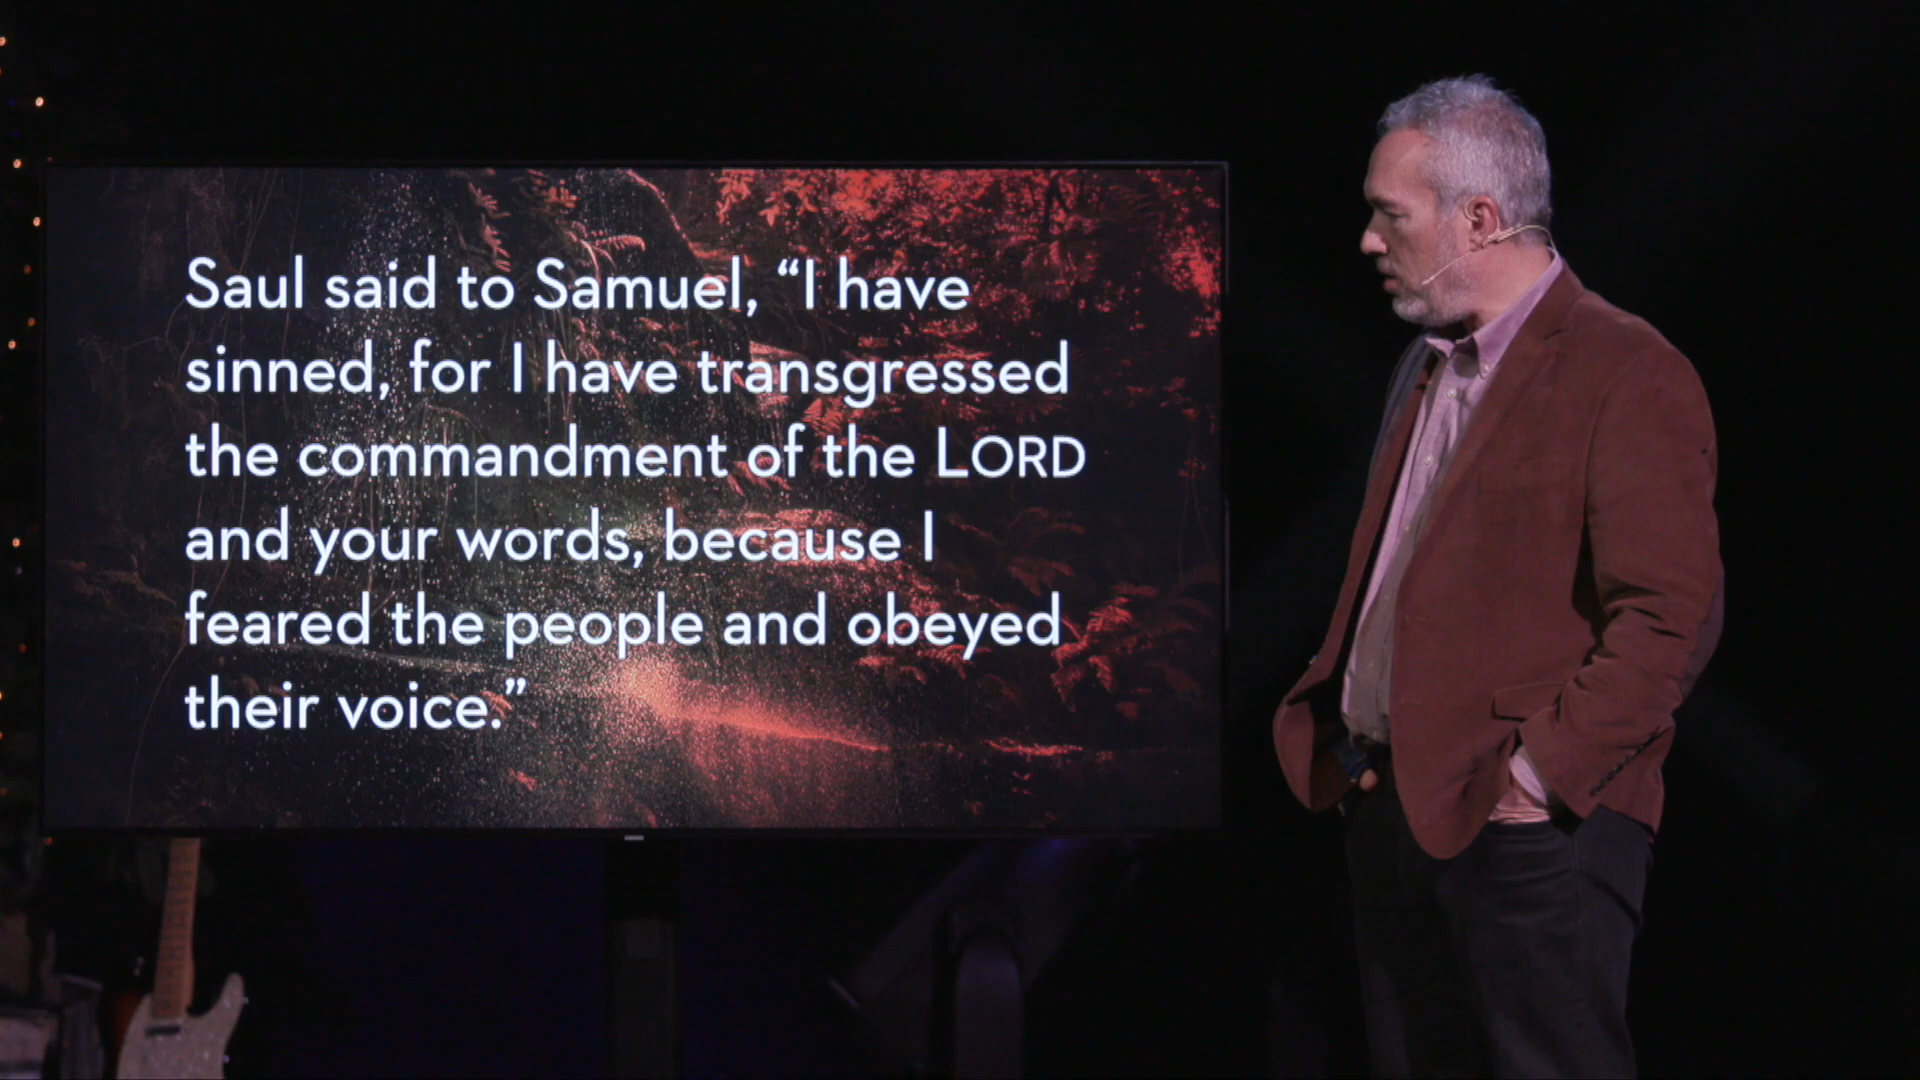 Saul said to Samuel, “I have
sinned, for I have transgressed
the commandment of the LORD
and your words, because I
feared the people and obeyed
their voice.”